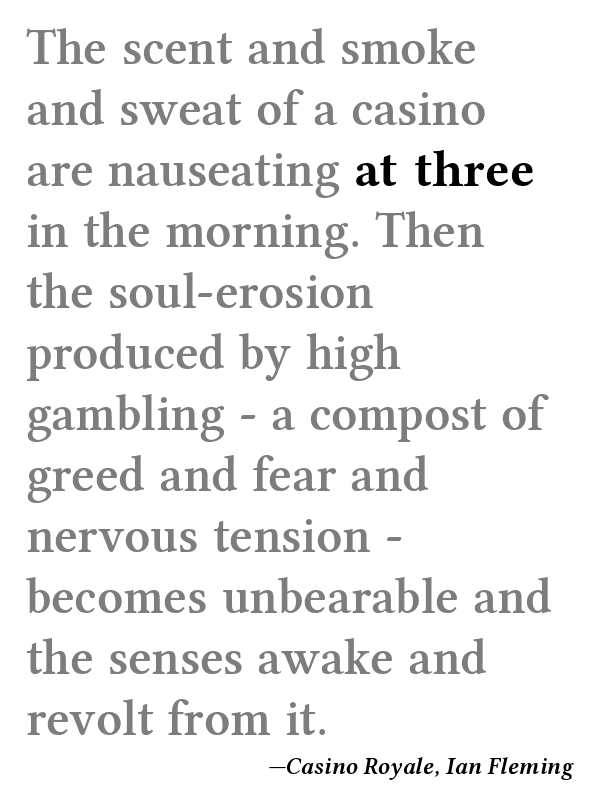 The scent and smoke
and sweat of a casino
are nauseating at three
in the morning. Then
the soul-erosion
produced by high
gambling - a compost of
greed and fear and
nervous tension -
becomes unbearable and
the senses awake and
revolt from it.
—Casino Royale, Ian Fleming